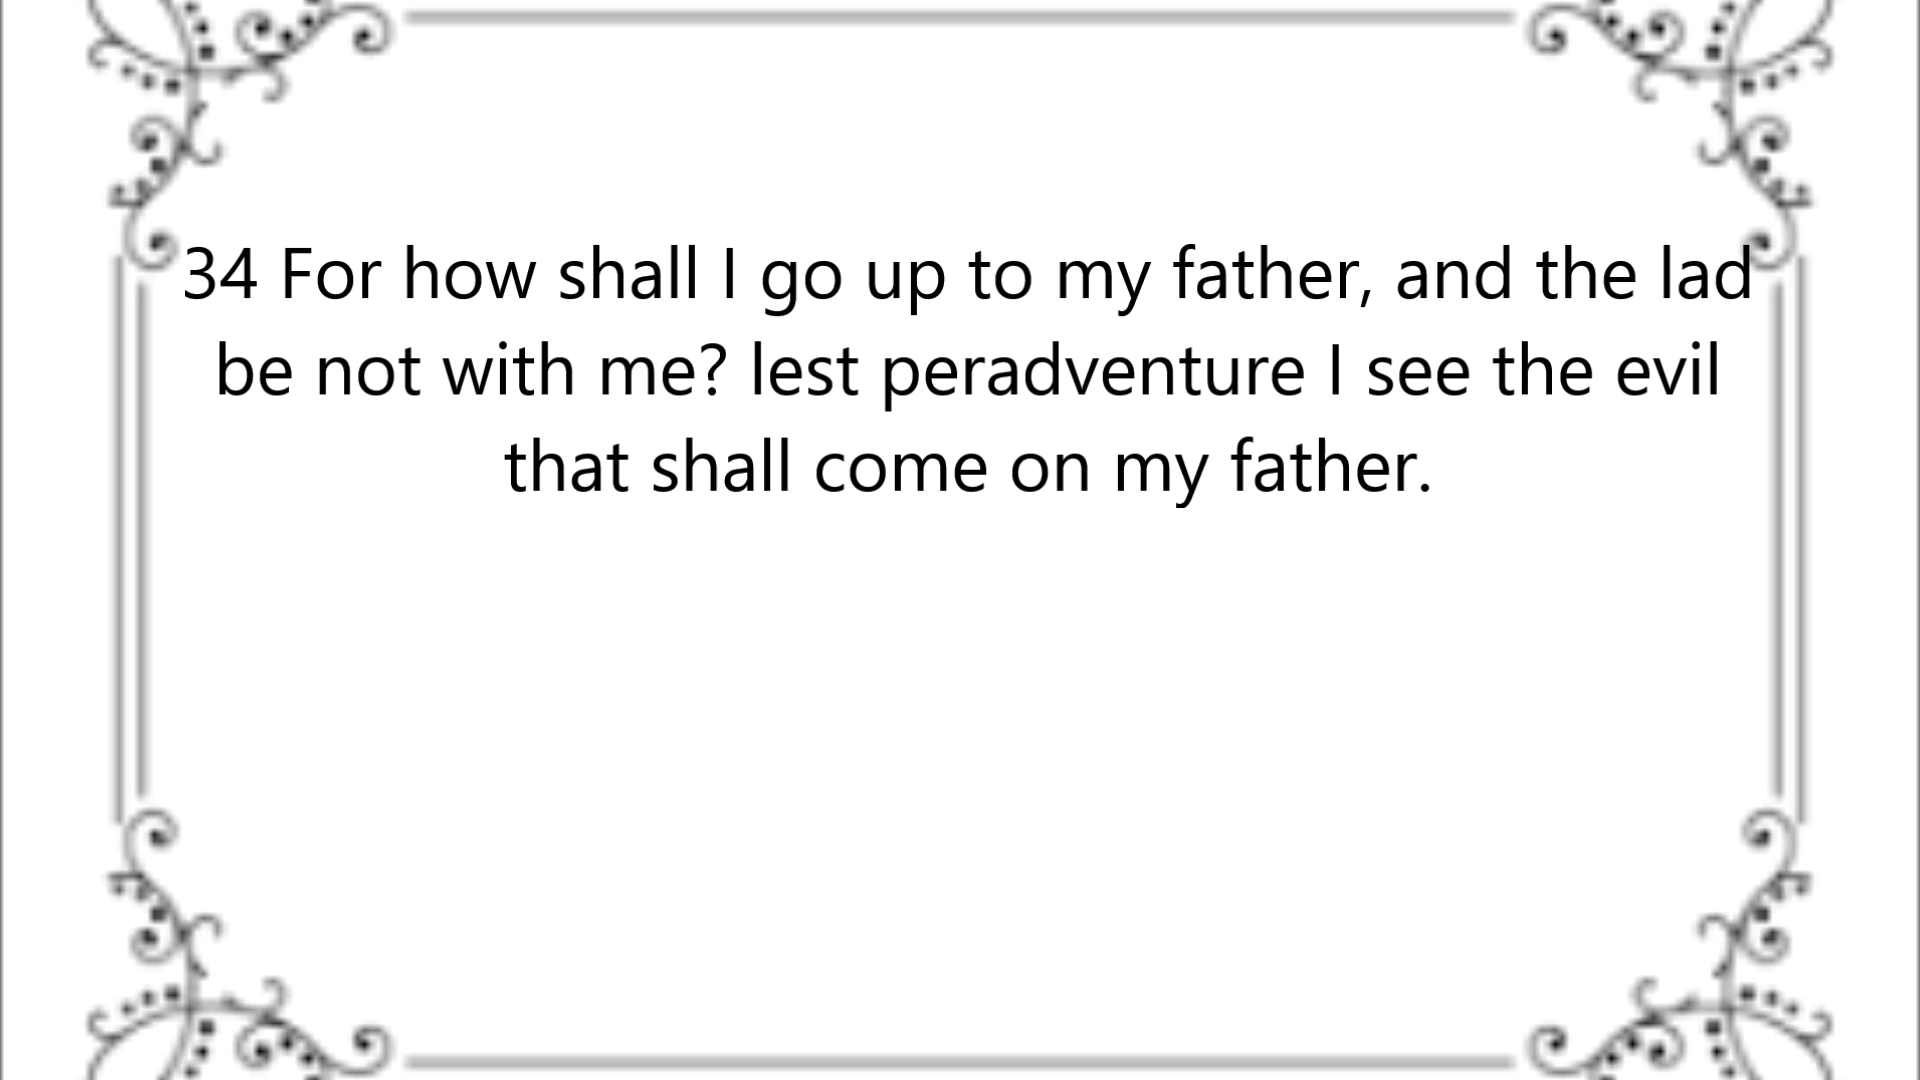 34 For how shall I go up to my father, and the lad
be not with me? lest peradventure I see the evil
that shall come on my father.